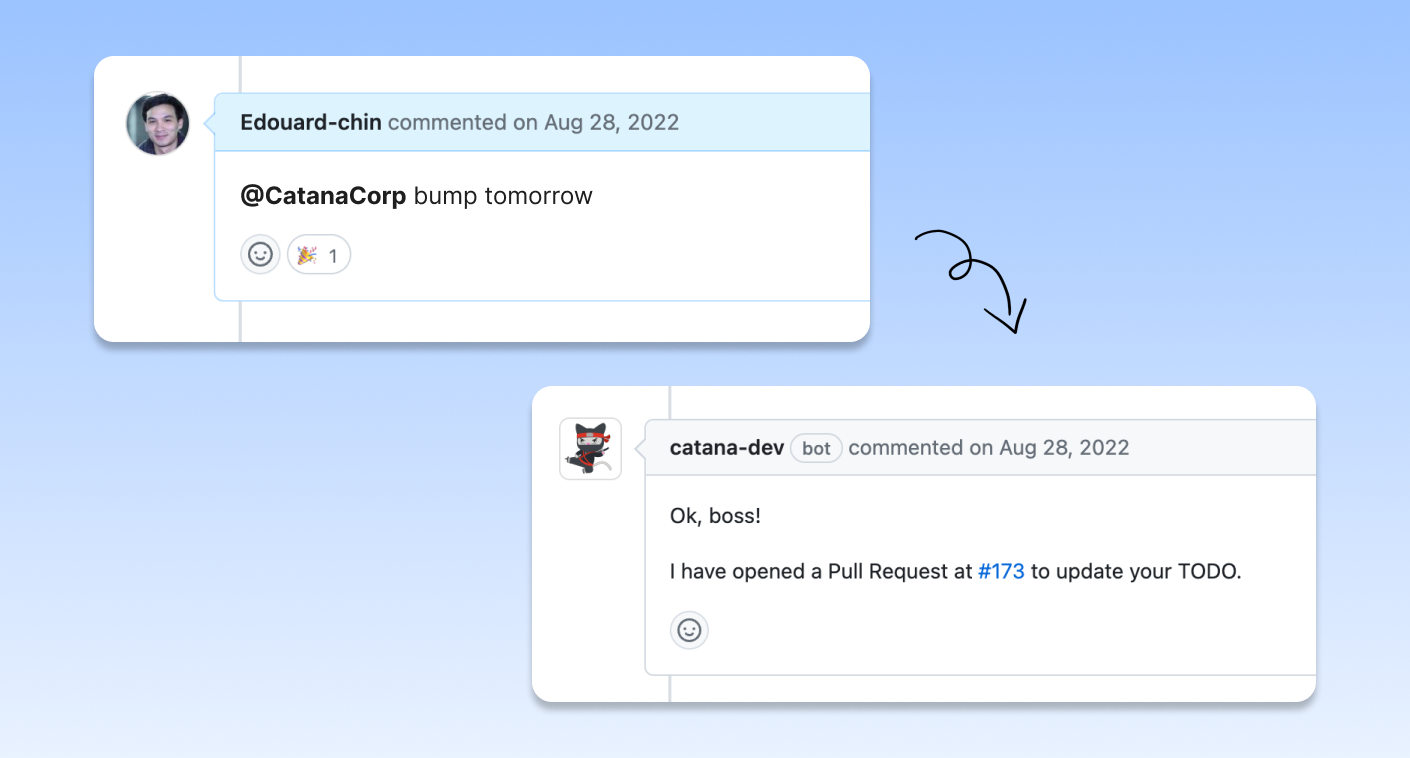 Edouard-chin commented on Aug 28, 2022
@CatanaCorp bump tomorrow
1
catana-dev bot commented on Aug 28, 2022
Ok, boss!
I have opened a Pull Request at #173 to update your TODO.